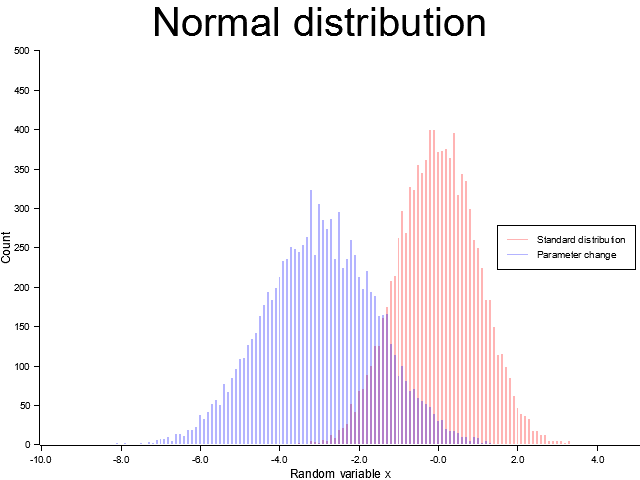 Normal distribution
500
450
400
350
300
250
200
150
100
50
0
Count
-10.0 -8.0 -6.0 -4.0 -2.0 -0.0 2.0 4.0
Random variable x
Standard distribution
Parameter change